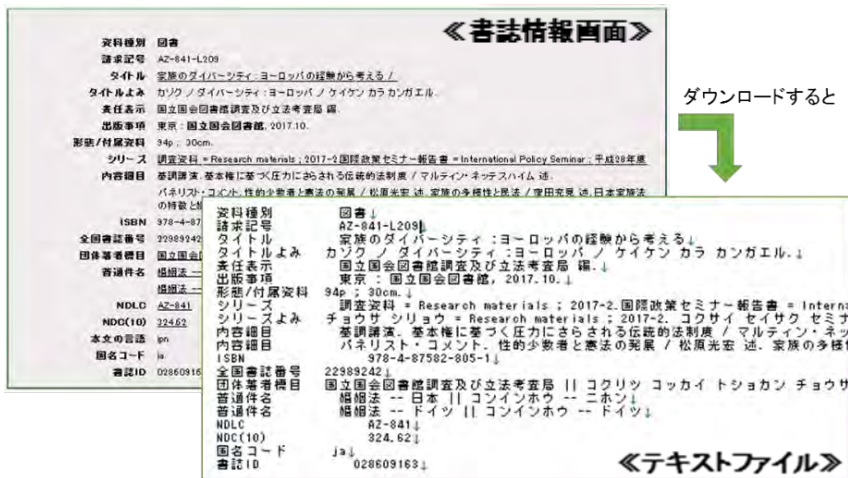 ≪書誌情報画面≫
資料種別 図書
請求記号 AZ-841-L209
タイトル 家族のダイバーシティ : ヨーロッパの経験から考える /
タイトルよみ カゾク ノ ダイバーシティ : ヨーロッパ ノ ケイケン カラ カンガエル.
責任表示 国立国会図書館調査及び立法考査局 編.
出版事項 東京 : 国立国会図書館, 2017.10.
形態/付属資料 94p ; 30cm.
シリーズ 調査資料 = Research materials ; 2017-2 国際政策セミナー報告書 = International Policy Seminar ; 平成28年度
内容細目 基調講演. 基本権に基づく圧力にさらされる伝統的法制度 / マルティン・ネッテスハイム 述.
パネリスト・コメント. 性的少数者と憲法の発展 / 松原光宏 述. 家族の多様性と民法 / 窪田充見 述. 日本家族法
の特徴と
ISBN 978-4-87
全国書誌番号 22989242
団体著者標目 国立国会
普通件名 婚姻法 --
婚姻法 --
NDLC AZ-841
NDC(10) 324.62
本文の言語 jpn
国名コード ja
書誌ID 02860916
ダウンロードすると
資料種別 図書↓
請求記号 AZ-841-L209↓
タイトル 家族のダイバーシティ : ヨーロッパの経験から考える↓
タイトルよみ カゾク ノ ダイバーシティ : ヨーロッパ ノ ケイケン カラ カンガエル.↓
責任表示 国立国会図書館調査及び立法考査局 編.↓
出版事項 東京 : 国立国会図書館, 2017.10.↓
形態/付属資料 94p ; 30cm.↓
シリーズ 調査資料 = Research materials ; 2017-2. 国際政策セミナー報告書 = Interna
シリーズよみ チョウサ シリョウ = Research materials ; 2017-2. コクサイ セイサク セミナ
内容細目 基調講演. 基本権に基づく圧力にさらされる伝統的法制度 / マルティン・ネッ
内容細目 パネリスト・コメント. 性的少数者と憲法の発展 / 松原光宏 述. 家族の多様性
ISBN 978-4-87582-805-1↓
全国書誌番号 22989242↓
団体著者標目 国立国会図書館調査及び立法考査局 || コクリツ コッカイ トショカン チョウサ
普通件名 婚姻法 -- 日本 || コンインホウ -- ニホン↓
普通件名 婚姻法 -- ドイツ || コンインホウ -- ドイツ↓
NDLC AZ-841↓
NDC(10) 324.62↓
国名コード ja↓
書誌ID 028609163↓
≪テキストファイル≫